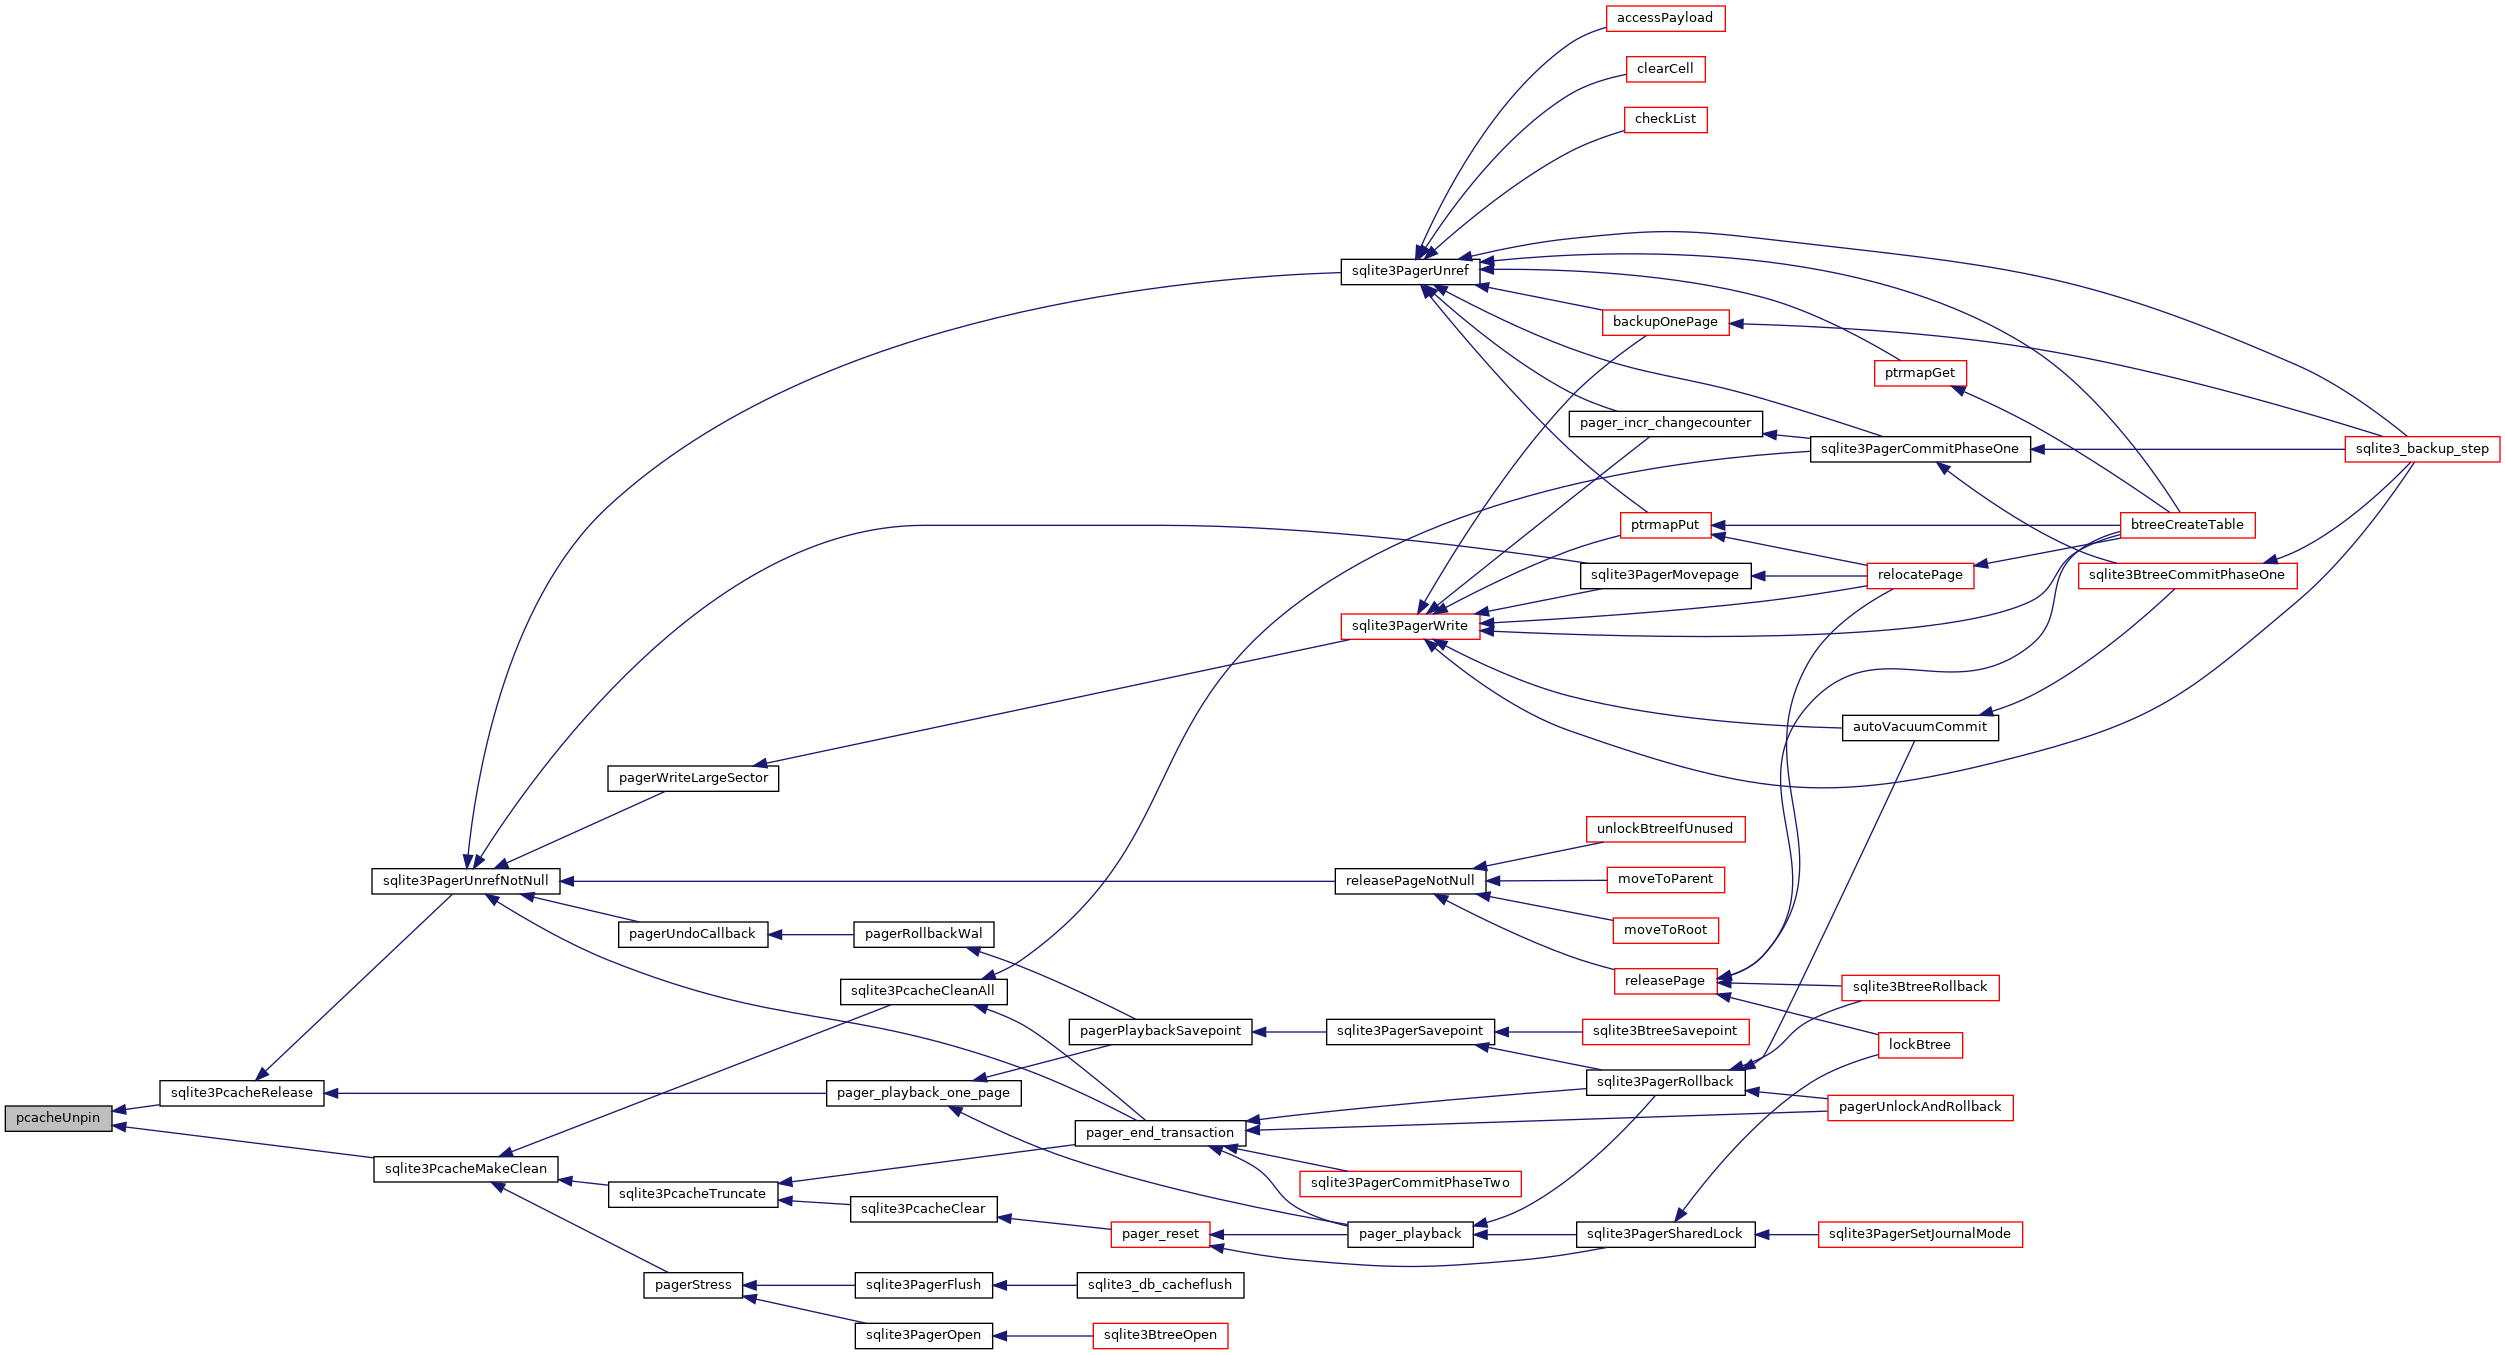 accessPayload
clearCell
checkList
sqlite3PagerUnref
backupOnePage
ptrmapGet
pager_incr_changecounter
sqlite3PagerCommitPhaseOne
sqlite3_backup_step
ptrmapPut
btreeCreateTable
sqlite3PagerMovepage
relocatePage
sqlite3BtreeCommitPhaseOne
sqlite3PagerWrite
autoVacuumCommit
pagerWriteLargeSector
unlockBtreeIfUnused
sqlite3PagerUnrefNotNull
releasePageNotNull
moveToParent
pagerUndoCallback
pagerRollbackWal
moveToRoot
sqlite3PcacheCleanAll
releasePage
sqlite3BtreeRollback
pagerPlaybackSavepoint
sqlite3PagerSavepoint
sqlite3BtreeSavepoint
lockBtree
sqlite3PcacheRelease
pager_playback_one_page
sqlite3PagerRollback
pcacheUnpin
pagerUnlockAndRollback
pager_end_transaction
sqlite3PcacheMakeClean
sqlite3PagerCommitPhaseTwo
sqlite3PcacheTruncate
sqlite3PcacheClear
pager_reset
pager_playback
sqlite3PagerSharedLock
sqlite3PagerSetJournalMode
pagerStress
sqlite3PagerFlush
sqlite3_db_cacheflush
sqlite3PagerOpen
sqlite3BtreeOpen